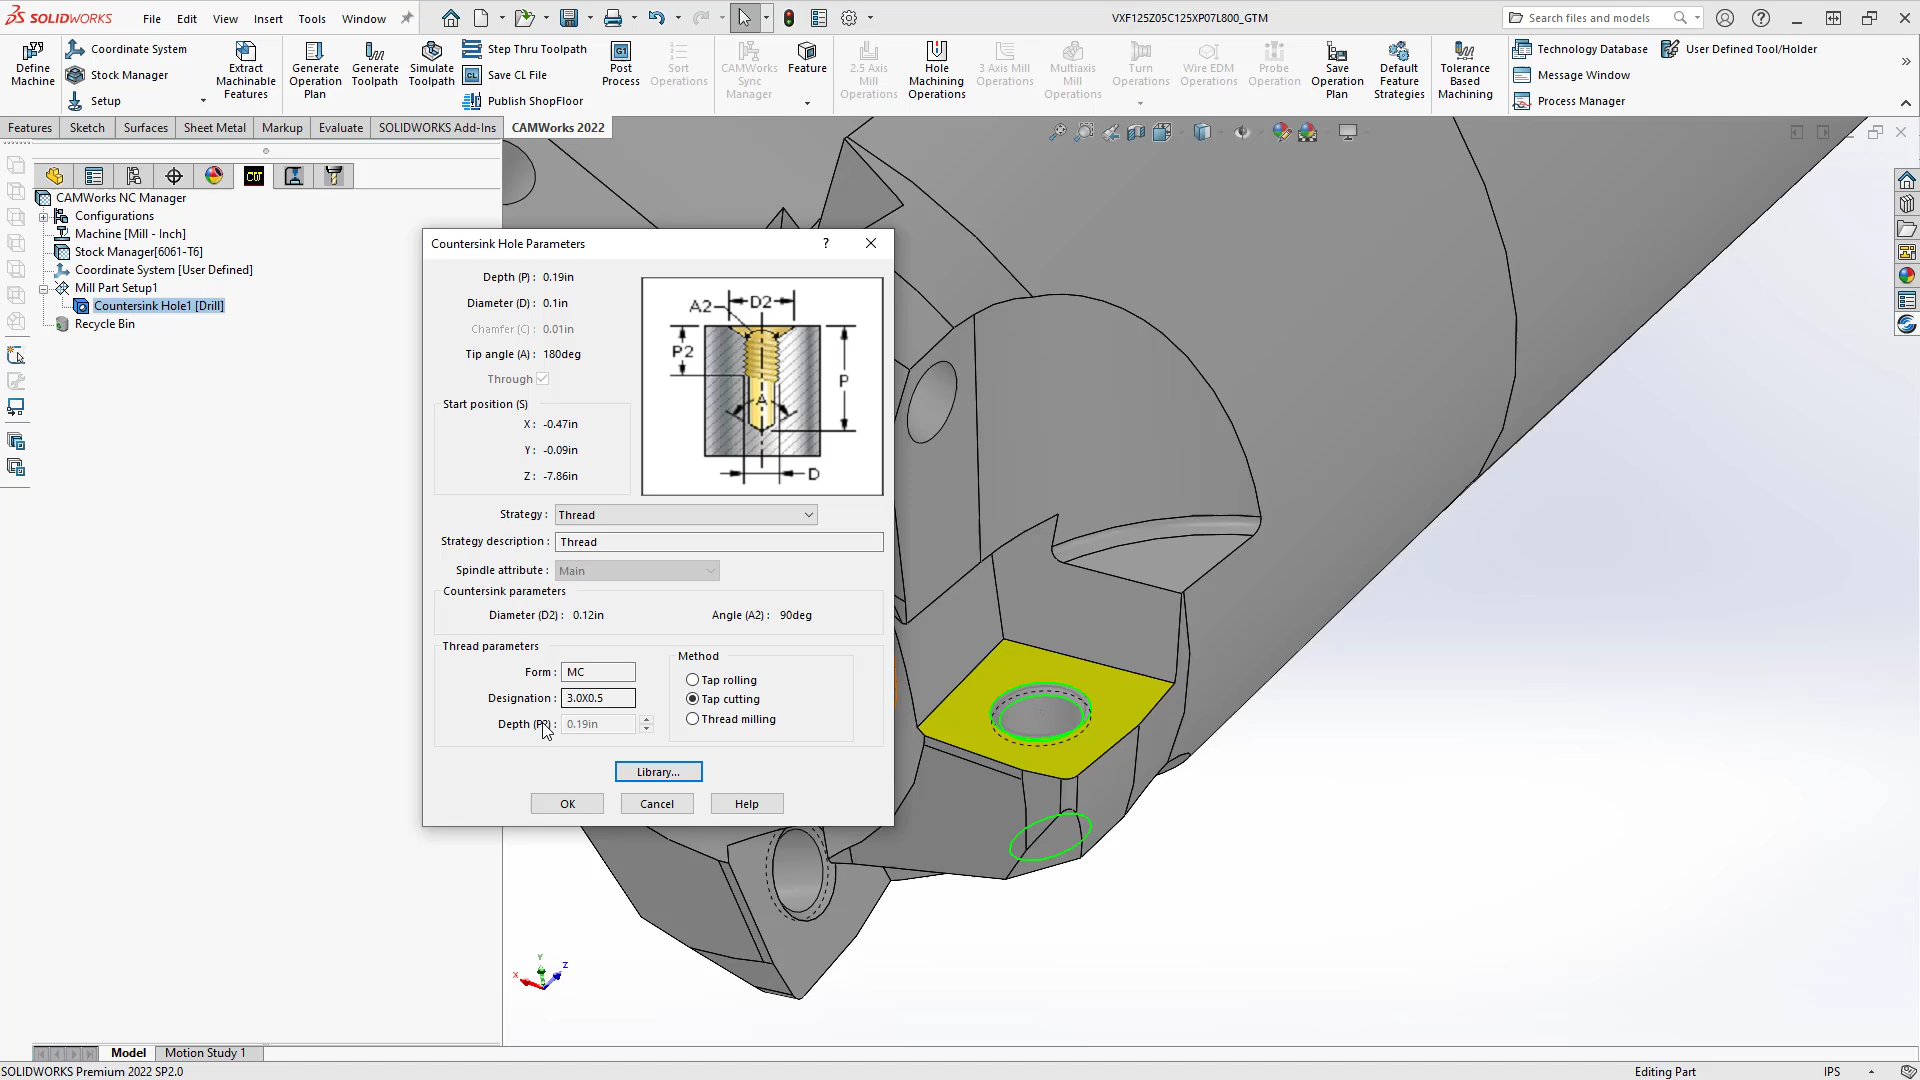 SOLIDWORKS
File Edit View Insert Tools Window
VXF125Z05C125XP07L800_GTM
Search files and models
Define Machine
Coordinate System
Stock Manager
Setup
Extract Machinable Features
Generate Operation Plan
Generate Toolpath
Simulate Toolpath
Step Thru Toolpath
Save CL File
Publish ShopFloor
G1
CL
Post Process
Sort Operations
CAMWorks Sync Manager
Feature
2.5 Axis Mill Operations
Hole Machining Operations
3 Axis Mill Operations
Multiaxis Mill Operations
Turn Operations
Wire EDM Operations
Probe Operation
Save Operation Plan
Default Feature Strategies
Tolerance Based Machining
Technology Database
Message Window
Process Manager
User Defined Tool/Holder
Features Sketch Surfaces Sheet Metal Markup Evaluate SOLIDWORKS Add-Ins CAMWorks 2022
CW
CAMWorks NC Manager
Configurations
Machine [Mill - Inch]
Stock Manager[6061-T6]
Coordinate System [User Defined]
Mill Part Setup1
Countersink Hole1 [Drill]
Recycle Bin
Countersink Hole Parameters ?
Depth (P) : 0.19in
Diameter (D) : 0.1in
Chamfer (C) : 0.01in
Tip angle (A) : 180deg
Through
Start position (S)
X : -0.47in
Y : -0.09in
Z : -7.86in
A2 D2
P2
P
A
D
Strategy : Thread
Strategy description : Thread
Spindle attribute : Main
Countersink parameters
Diameter (D2) : 0.12in Angle (A2) : 90deg
Thread parameters
Form : MC
Designation : 3.0X0.5
Depth (P2) : 0.19in
Method
Tap rolling
Tap cutting
Thread milling
Library...
OK Cancel Help
Y
X
Z
Model Motion Study 1
SOLIDWORKS Premium 2022 SP2.0
Editing Part
IPS